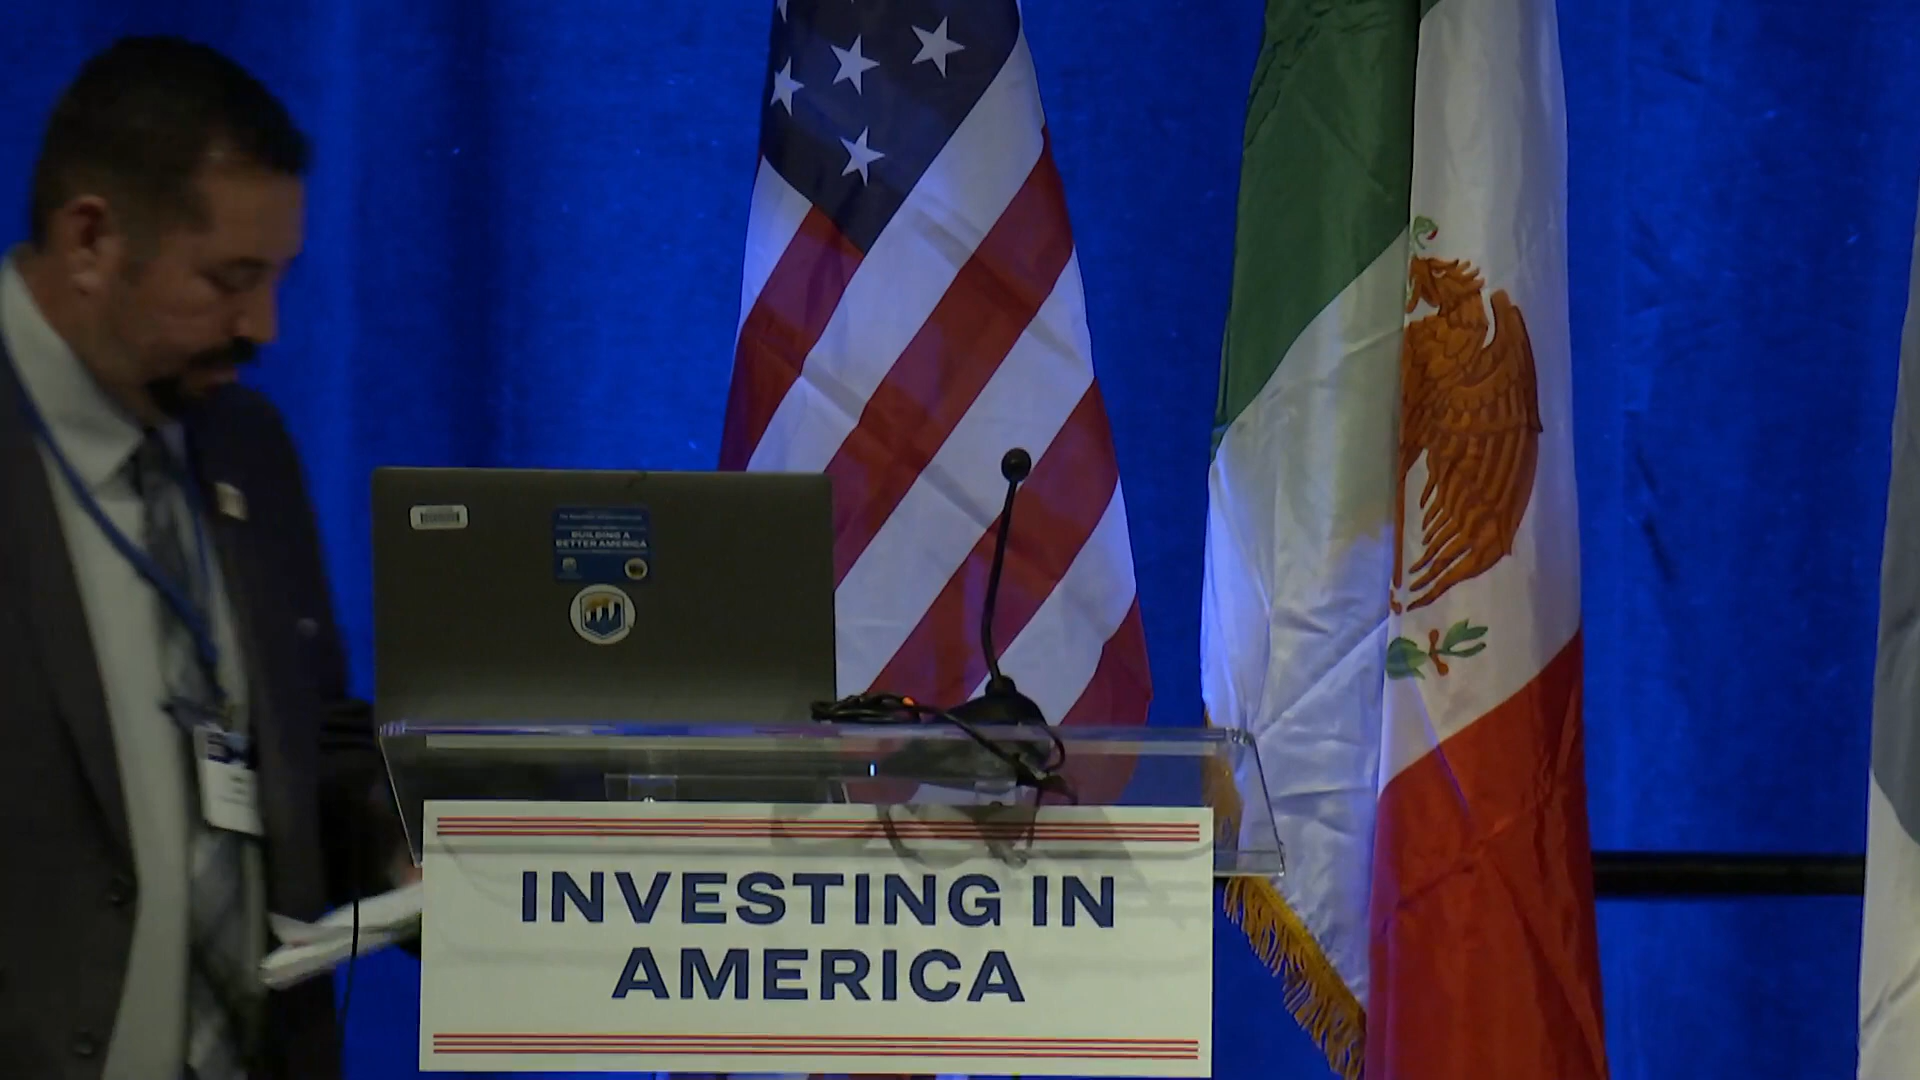 BUILDING A
BETTER AMERICA
INVESTING IN
AMERICA